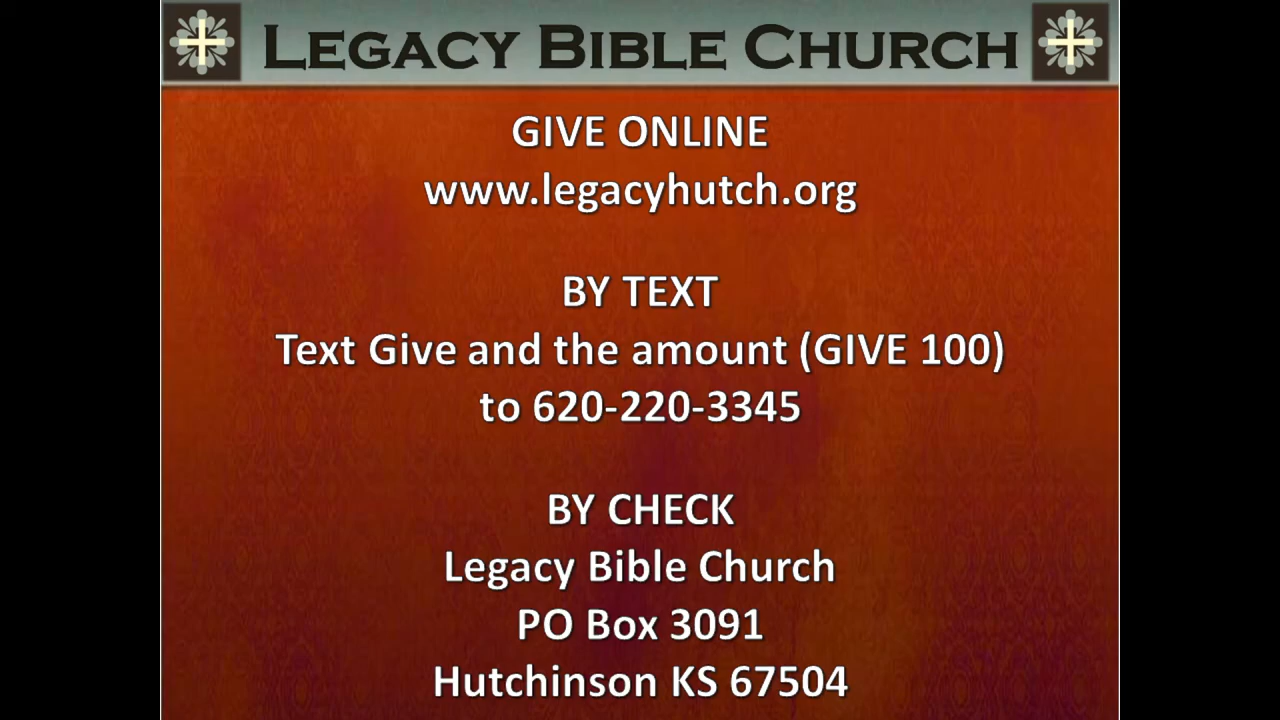 LEGACY BIBLE CHURCH
GIVE ONLINE
www.legacyhutch.org
BY TEXT
Text Give and the amount (GIVE 100)
to 620-220-3345
BY CHECK
Legacy Bible Church
PO Box 3091
Hutchinson KS 67504